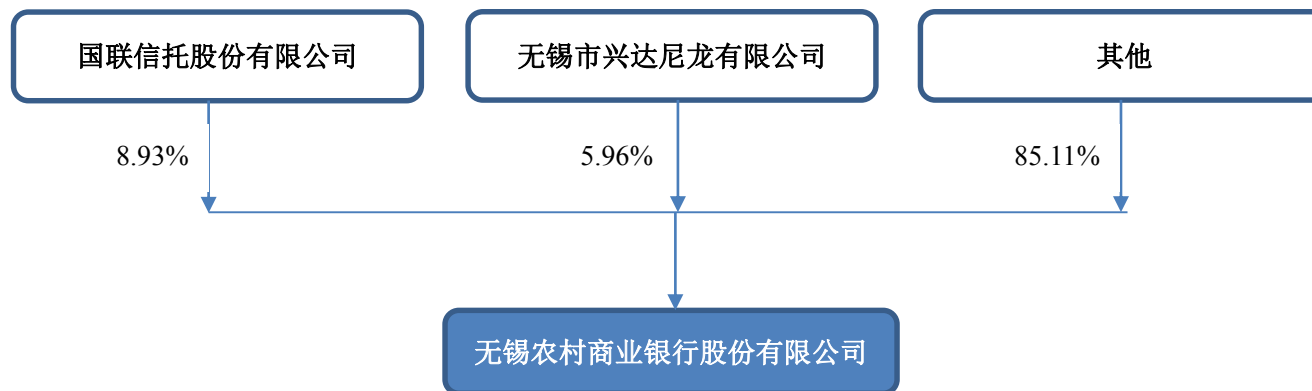 国联信托股份有限公司
无锡市兴达尼龙有限公司
其他
8.93%
5.96%
85.11%
无锡农村商业银行股份有限公司